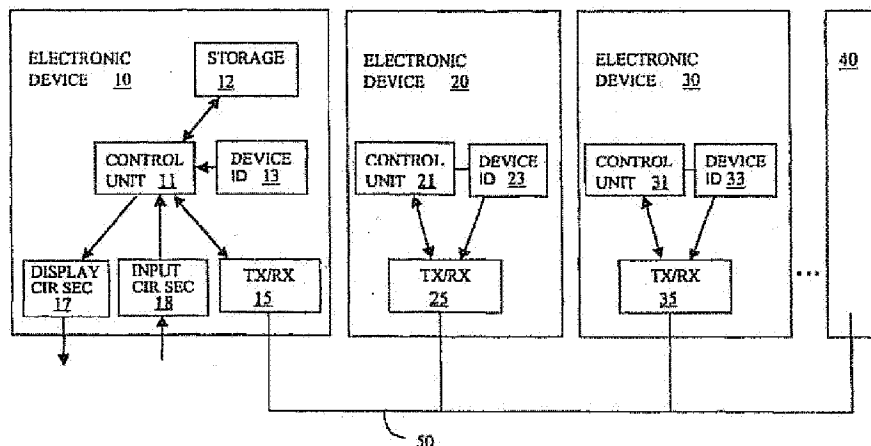 ELECTRONIC
DEVICE 10
STORAGE
12
CONTROL
UNIT 11
DEVICE
ID 13
DISPLAY
CIR SEC
17
INPUT
CIR SEC
18
TX/RX
15
ELECTRONIC
DEVICE 20
CONTROL
UNIT 21
DEVICE
ID 23
TX/RX
25
ELECTRONIC
DEVICE 30
CONTROL
UNIT 31
DEVICE
ID 33
TX/RX
35
...
40
50